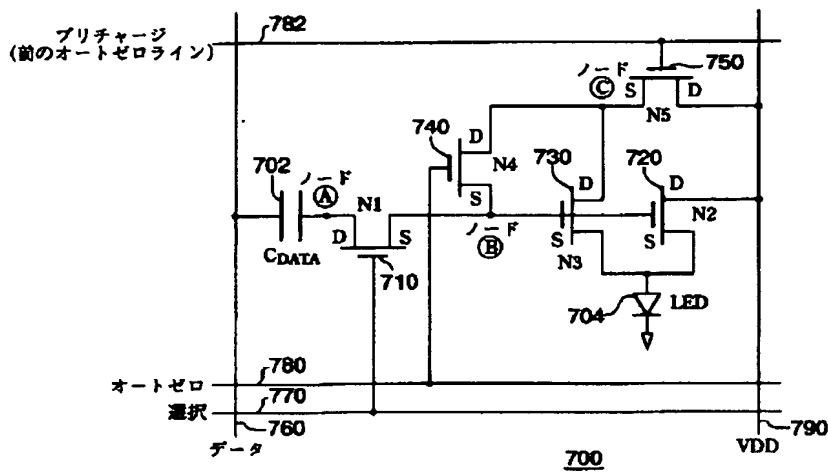 プリチャージ
(前のオートゼロライン)
782
ノード
Ⓒ
750
S
D
N5
740
D
N4
S
730
D
720
D
702
ノード
Ⓐ
N1
D
S
CDATA
710
ノード
Ⓑ
S
N3
S
N2
704
LED
オートゼロ
780
選択
770
760
データ
790
VDD
700